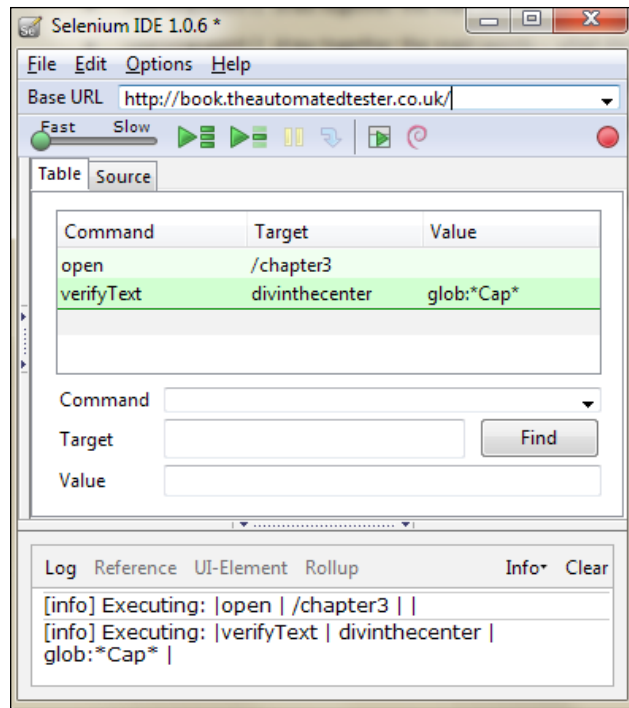 Selenium IDE 1.0.6 *
File Edit Options Help
Base URL http://book.theautomatedtester.co.uk/
Fast Slow
Table Source
Command Target Value
open /chapter3
verifyText divinthecenter glob:*Cap*
Command
Target Find
Value
Log Reference UI-Element Rollup Info Clear
[info] Executing: |open | /chapter3 | |
[info] Executing: |verifyText | divinthecenter |
glob:*Cap* |